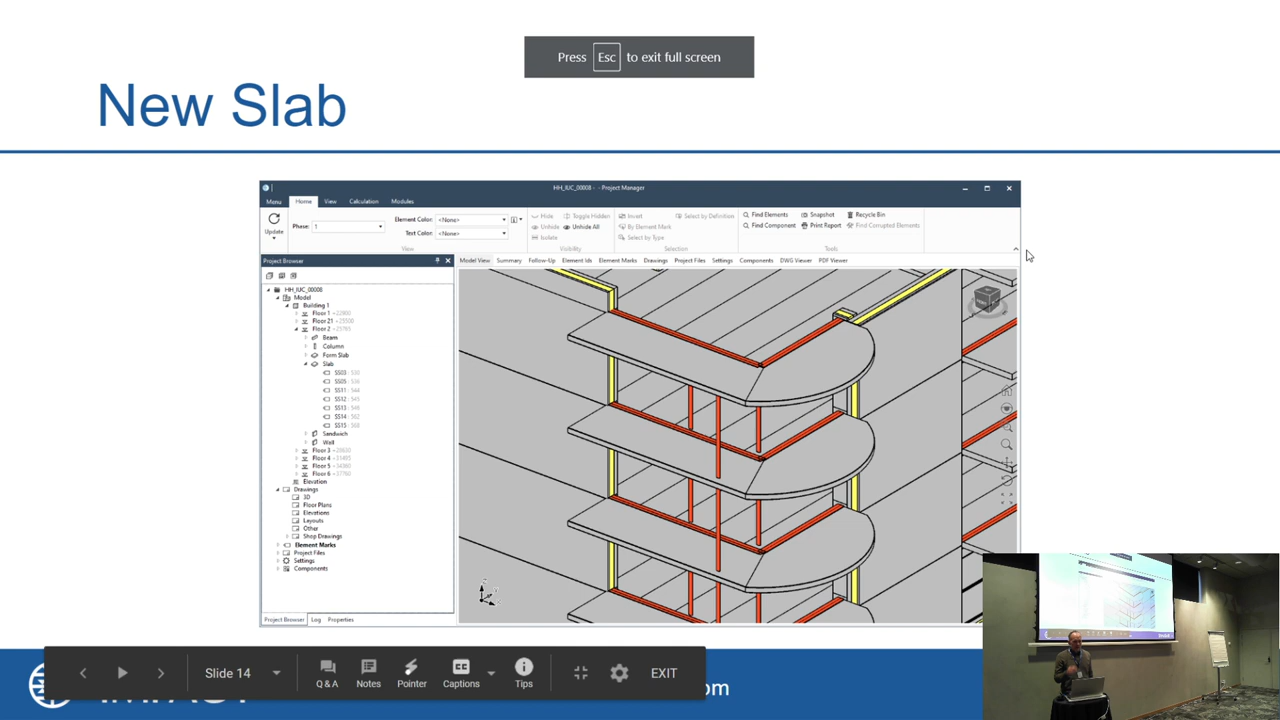 Press Esc to exit full screen
New Slab
HH_IUC_00008 - - Project Manager
Menu Home View Calculation Modules
Update
Phase: 1
Element Color: <None>
Text Color: <None>
View
Hide Toggle Hidden
Unhide Unhide All
Isolate
Visibility
Invert Select by Definition
By Element Mark
Select by Type
Selection
Find Elements Snapshot Recycle Bin
Find Component Print Report Find Corrupted Elements
Tools
Project Browser
Model View Summary Follow-Up Element Ids Element Marks Drawings Project Files Settings Components DWG Viewer PDF Viewer
HH_IUC_00008
Model
Building 1
Floor 1
Floor 21
Floor 2
Beam
Column
Form Slab
Slab
SS03
SS05
SS11
SS12
SS13
SS14
SS15
Sandwich
Wall
Floor 3
Floor 4
Floor 5
Floor 6
Elevation
Drawings
3D
Floor Plans
Elevations
Layouts
Other
Shop Drawings
Element Marks
Project Files
Settings
Components
Project Browser Log Properties
Slide 14
Q & A Notes Pointer Captions Tips EXIT
om